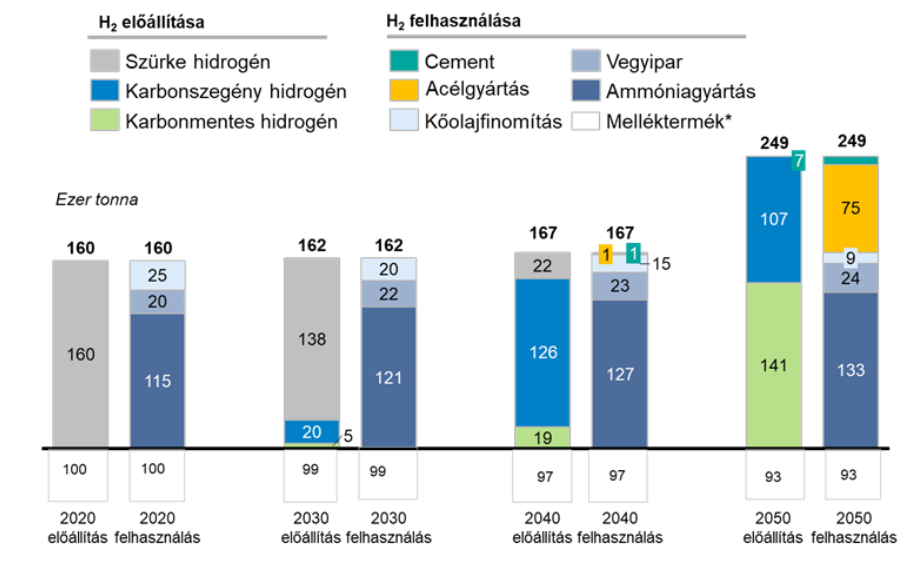 H₂ előállítása
H₂ felhasználása
Szürke hidrogén
Karbonszegény hidrogén
Karbonmentes hidrogén
Cement
Acélgyártás
Kőolajfinomítás
Vegyipar
Ammóniagyártás
Melléktermék*
Ezer tonna
160 160 162 162 167 167 249 249
160
25
20
115
138
20
5
20
22
121
22
126
19
1 1
15
23
127
7
107
141
75
9
24
133
100 100 99 99 97 97 93 93
2020 2020 2030 2030 2040 2040 2050 2050
előállítás felhasználás előállítás felhasználás előállítás felhasználás előállítás felhasználás